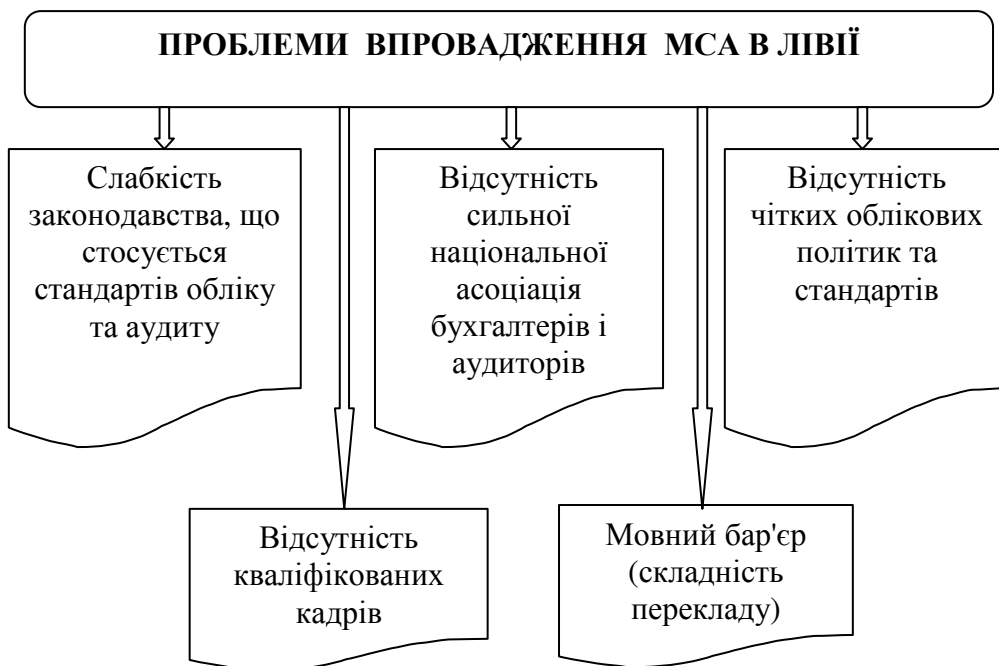 ПРОБЛЕМИ ВПРОВАДЖЕННЯ МСА В ЛІВІЇ
Слабкість
законодавства, що
стосується
стандартів обліку
та аудиту
Відсутність
сильної
національної
асоціація
бухгалтерів і
аудиторів
Відсутність
чітких облікових
політик та
стандартів
Відсутність
кваліфікованих
кадрів
Мовний бар'єр
(складність
перекладу)